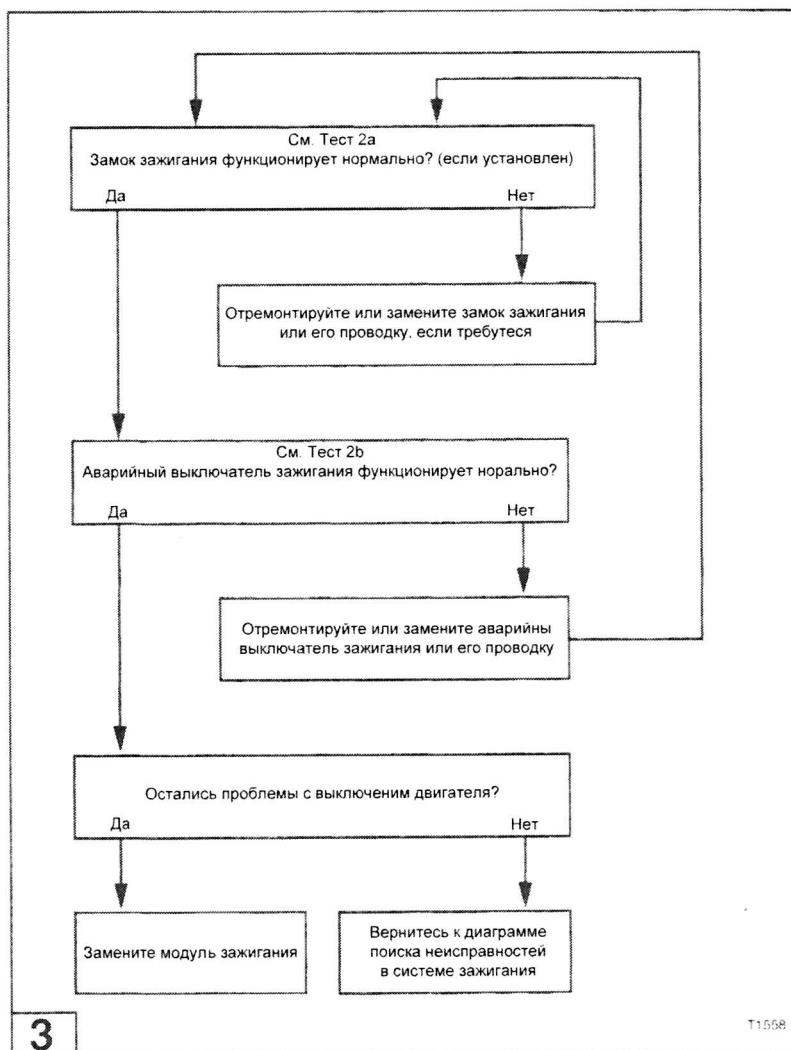 См. Тест 2а
Замок зажигания функционирует нормально? (если установлен)
Да
Нет
Отремонтируйте или замените замок зажигания
или его проводку, если требутеся
См. Тест 2b
Аварийный выключатель зажигания функционирует норально?
Да
Нет
Отремонтируйте или замените аварийны
выключатель зажигания или его проводку
Остались проблемы с выключеним двигателя?
Да
Нет
Замените модуль зажигания
Вернитесь к диаграмме
поиска неисправностей
в системе зажигания
3
T1558